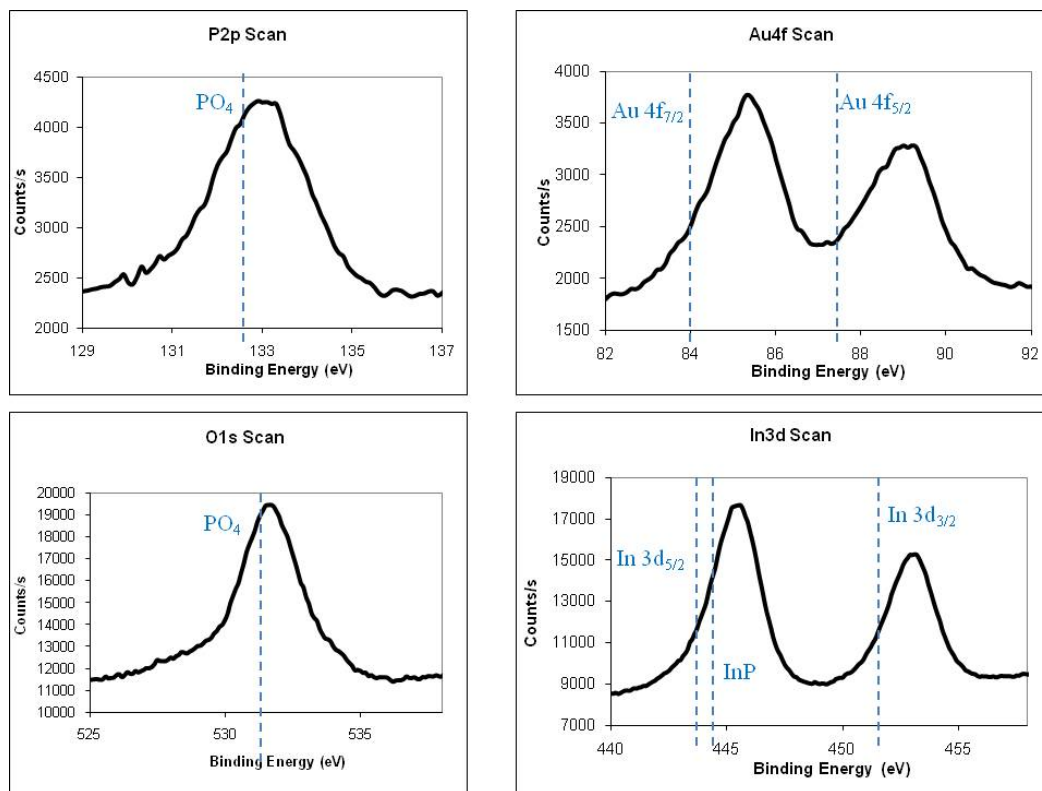 P2p Scan
4500
4000
3500
3000
2500
2000
Counts/s
PO4
129 131 133 135 137
Binding Energy (eV)
Au4f Scan
4000
3500
3000
2500
2000
1500
Counts/s
Au 4f7/2
Au 4f5/2
82 84 86 88 90 92
Binding Energy (eV)
O1s Scan
20000
19000
18000
17000
16000
15000
14000
13000
12000
11000
10000
Counts/s
PO4
525 530 535
Binding Energy (eV)
In3d Scan
19000
17000
15000
13000
11000
9000
7000
Counts/s
In 3d5/2
InP
In 3d3/2
440 445 450 455
Binding Energy (eV)